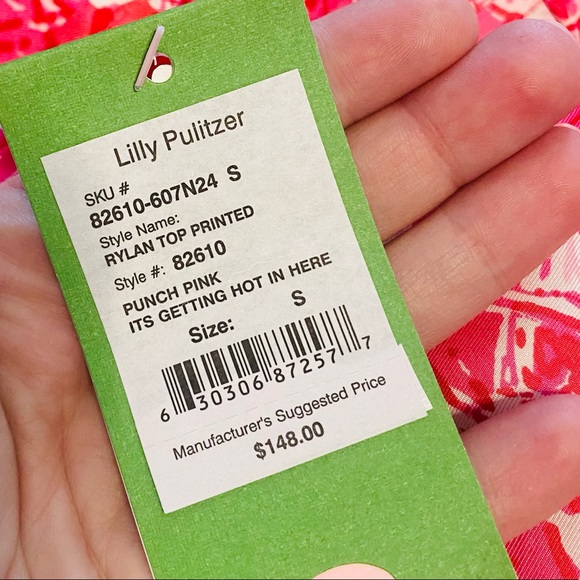 Lilly Pulitzer
SKU #
82610-607N24 S
Style Name:
RYLAN TOP PRINTED
Style #: 82610
PUNCH PINK
ITS GETTING HOT IN HERE
Size: S
6 30306 87257 7
Manufacturer's Suggested Price
$148.00